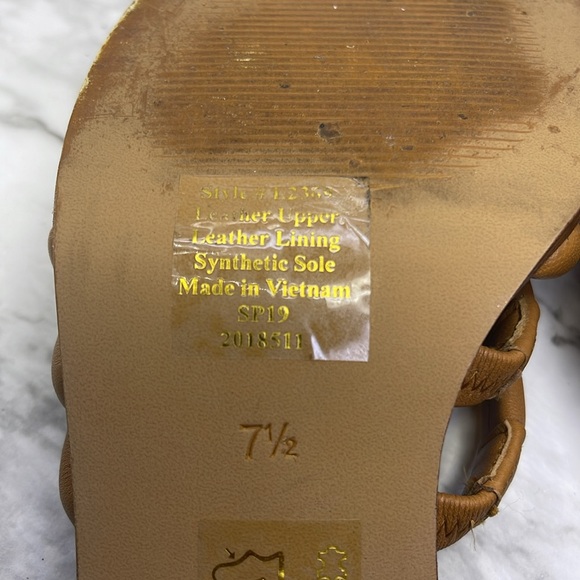 Style #
Leather Upper
Leather Lining
Synthetic Sole
Made in Vietnam
SP19
2018511
7½